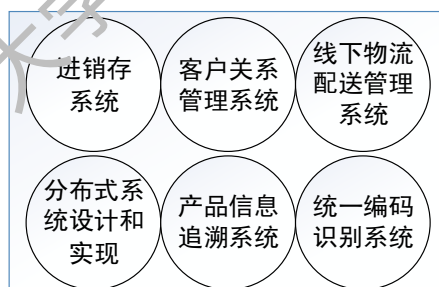 大学
进销存
系统
客户关系
管理系统
线下物流
配送管理
系统
分布式系
统设计和
实现
产品信息
追溯系统
统一编码
识别系统